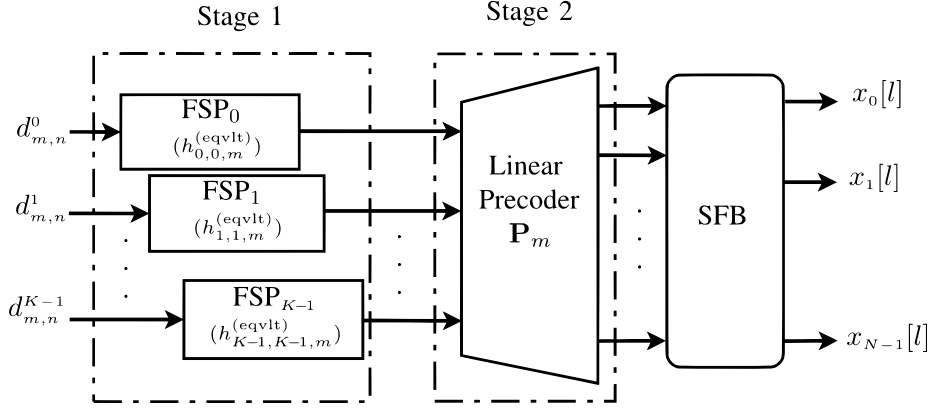 Stage 1
Stage 2
d^0_{m,n}
FSP_0
(h^{(eqvlt)}_{0,0,m})
x_0[l]
d^1_{m,n}
FSP_1
(h^{(eqvlt)}_{1,1,m})
Linear
Precoder
P_m
SFB
x_1[l]
d^{K-1}_{m,n}
FSP_{K-1}
(h^{(eqvlt)}_{K-1,K-1,m})
x_{N-1}[l]